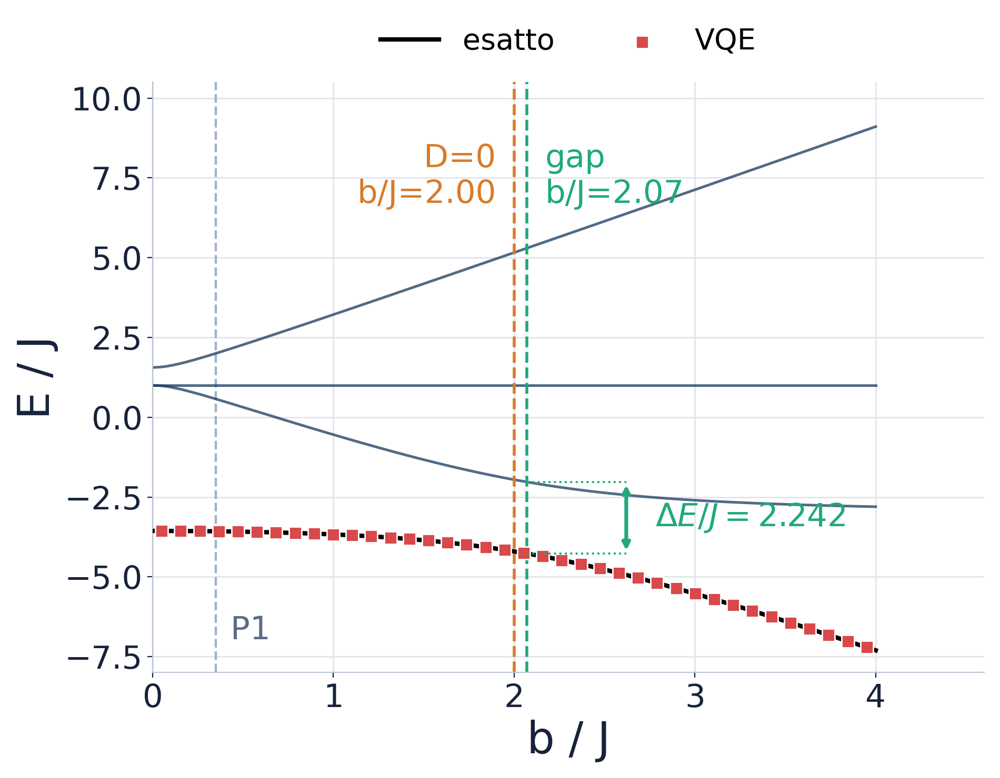 esatto
VQE
10.0
7.5
5.0
2.5
0.0
−2.5
−5.0
−7.5
E / J
D=0
b/J=2.00
gap
b/J=2.07
ΔE/J = 2.242
P1
0
1
2
3
4
b / J